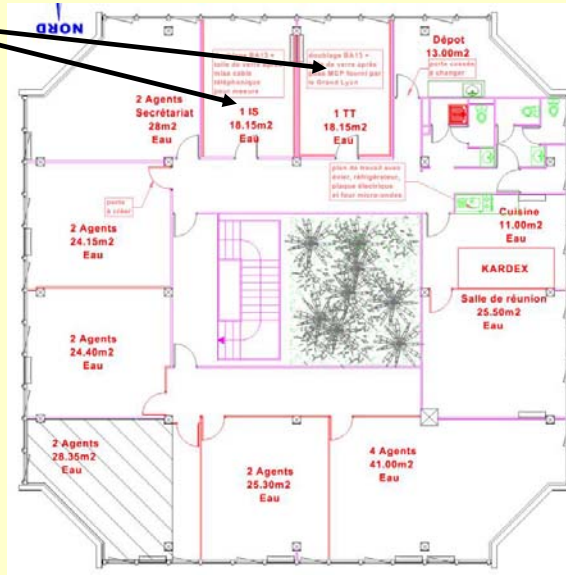 NORD
doublage BA15 +
toile de verre après
mise cable
téléphonique
pour mesure
1 IS
18.15m2
Eau
doublage BA15 +
de verre après
MCP fourni par
le Grand Lyon
1 TT
18.15m2
Eau
Dépot
13.00m2
porte cassée
à changer
2 Agents
Secrétariat
28m2
Eau
plan de travail avec
évier, réfrigérateur,
plaque électrique
et four micro-ondes
porte
à créer
2 Agents
24.15m2
Eau
Cuisine
11.00m2
Eau
KARDEX
Salle de réunion
25.50m2
Eau
2 Agents
24.40m2
Eau
2 Agents
28.35m2
Eau
2 Agents
25.30m2
Eau
4 Agents
41.00m2
Eau